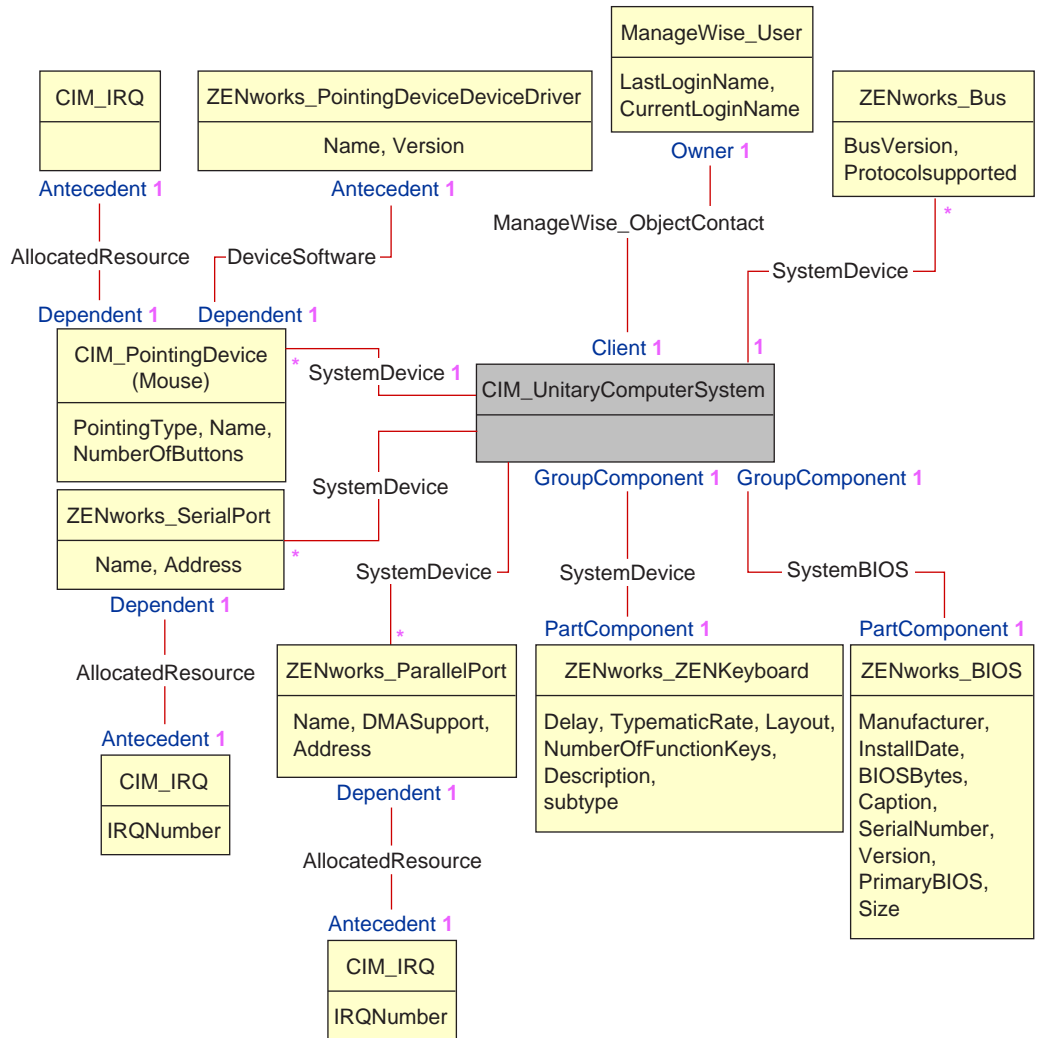 ManageWise_User
LastLoginName,
CurrentLoginName
Owner 1
CIM_IRQ
Antecedent 1
ZENworks_PointingDeviceDeviceDriver
Name, Version
Antecedent 1
ZENworks_Bus
BusVersion,
Protocolsupported
*
ManageWise_ObjectContact
AllocatedResource
DeviceSoftware
SystemDevice
Dependent 1
Dependent 1
Client 1
1
CIM_PointingDevice
(Mouse)
PointingType, Name,
NumberOfButtons
*
SystemDevice 1
CIM_UnitaryComputerSystem
GroupComponent 1
GroupComponent 1
SystemDevice
ZENworks_SerialPort
Name, Address
*
Dependent 1
SystemDevice
SystemDevice
SystemBIOS
*
PartComponent 1
PartComponent 1
AllocatedResource
Antecedent 1
CIM_IRQ
IRQNumber
ZENworks_ParallelPort
Name, DMASupport,
Address
Dependent 1
ZENworks_ZENKeyboard
Delay, TypematicRate, Layout,
NumberOfFunctionKeys,
Description,
subtype
ZENworks_BIOS
Manufacturer,
InstallDate,
BIOSBytes,
Caption,
SerialNumber,
Version,
PrimaryBIOS,
Size
AllocatedResource
Antecedent 1
CIM_IRQ
IRQNumber